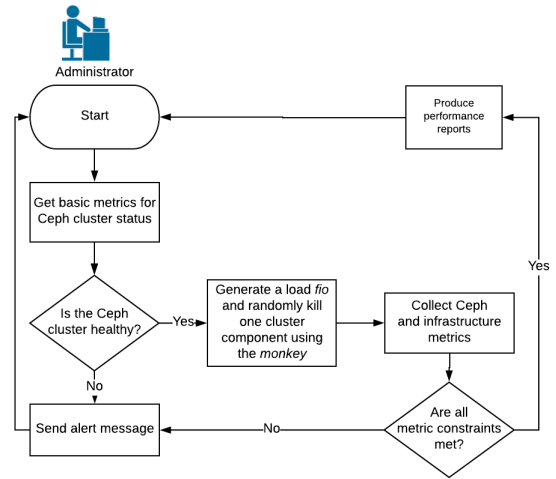 Administrator
Start
Produce
performance
reports
Get basic metrics for
Ceph cluster status
Yes
Is the Ceph
cluster healthy?
Yes
Generate a load fio
and randomly kill
one cluster
component using
the monkey
Collect Ceph
and infrastructure
metrics
No
Send alert message
No
Are all
metric constraints
met?